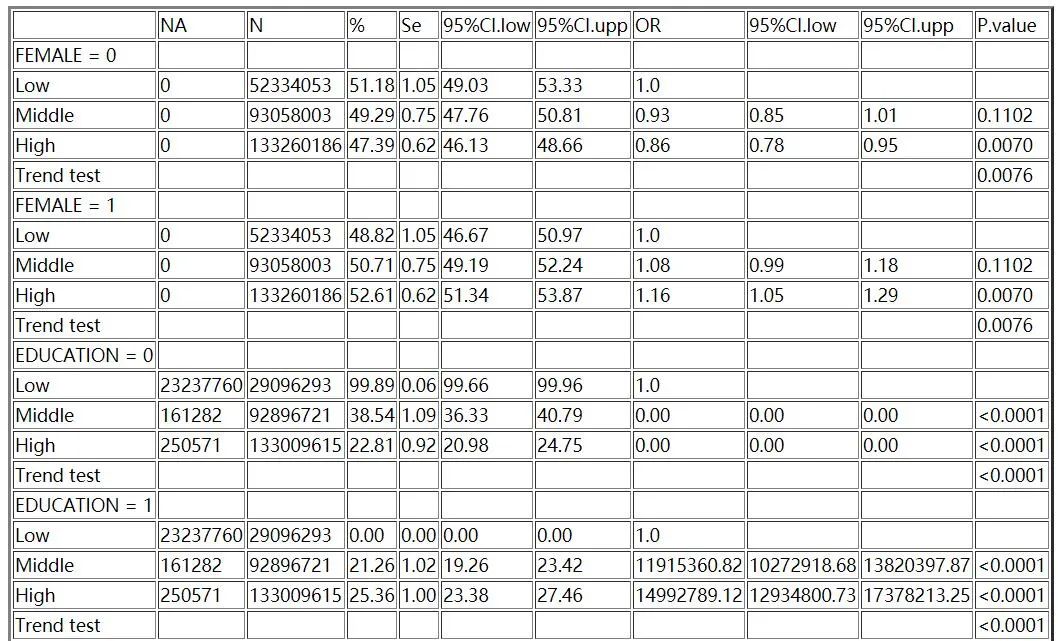 NA N % Se 95%CI.low 95%CI.upp OR 95%CI.low 95%CI.upp P.value
FEMALE = 0
Low 0 52334053 51.18 1.05 49.03 53.33 1.0
Middle 0 93058003 49.29 0.75 47.76 50.81 0.93 0.85 1.01 0.1102
High 0 133260186 47.39 0.62 46.13 48.66 0.86 0.78 0.95 0.0070
Trend test 0.0076
FEMALE = 1
Low 0 52334053 48.82 1.05 46.67 50.97 1.0
Middle 0 93058003 50.71 0.75 49.19 52.24 1.08 0.99 1.18 0.1102
High 0 133260186 52.61 0.62 51.34 53.87 1.16 1.05 1.29 0.0070
Trend test 0.0076
EDUCATION = 0
Low 23237760 29096293 99.89 0.06 99.66 99.96 1.0
Middle 161282 92896721 38.54 1.09 36.33 40.79 0.00 0.00 0.00 <0.0001
High 250571 133009615 22.81 0.92 20.98 24.75 0.00 0.00 0.00 <0.0001
Trend test <0.0001
EDUCATION = 1
Low 23237760 29096293 0.00 0.00 0.00 0.00 1.0
Middle 161282 92896721 21.26 1.02 19.26 23.42 11915360.82 10272918.68 13820397.87 <0.0001
High 250571 133009615 25.36 1.00 23.38 27.46 14992789.12 12934800.73 17378213.25 <0.0001
Trend test <0.0001